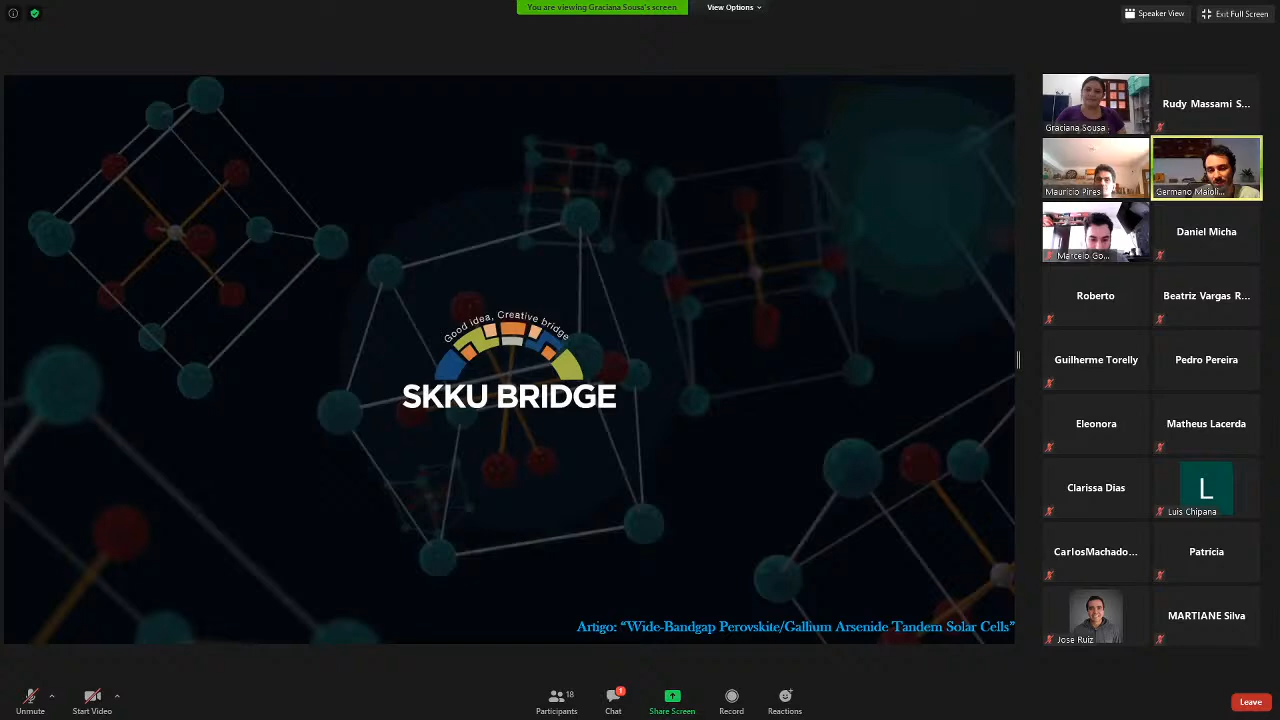 You are viewing Graciana Sousa's screen
View Options
Speaker View
Exit Full Screen
Good idea, Creative bridge
SKKU BRIDGE
Artigo: “Wide-Bandgap Perovskite/Gallium Arsenide Tandem Solar Cells”
Graciana Sousa
Rudy Massami S...
Mauricio Pires
Germano Maioli...
Marcelo Go...
Daniel Micha
Roberto
Beatriz Vargas R...
Guilherme Torelly
Pedro Pereira
Eleonora
Matheus Lacerda
Clarissa Dias
L
Luis Chipana
CarlosMachado...
Patrícia
Jose Ruiz
MARTIANE Silva
Unmute
Start Video
Participants
18
Chat
1
Share Screen
Record
Reactions
Leave